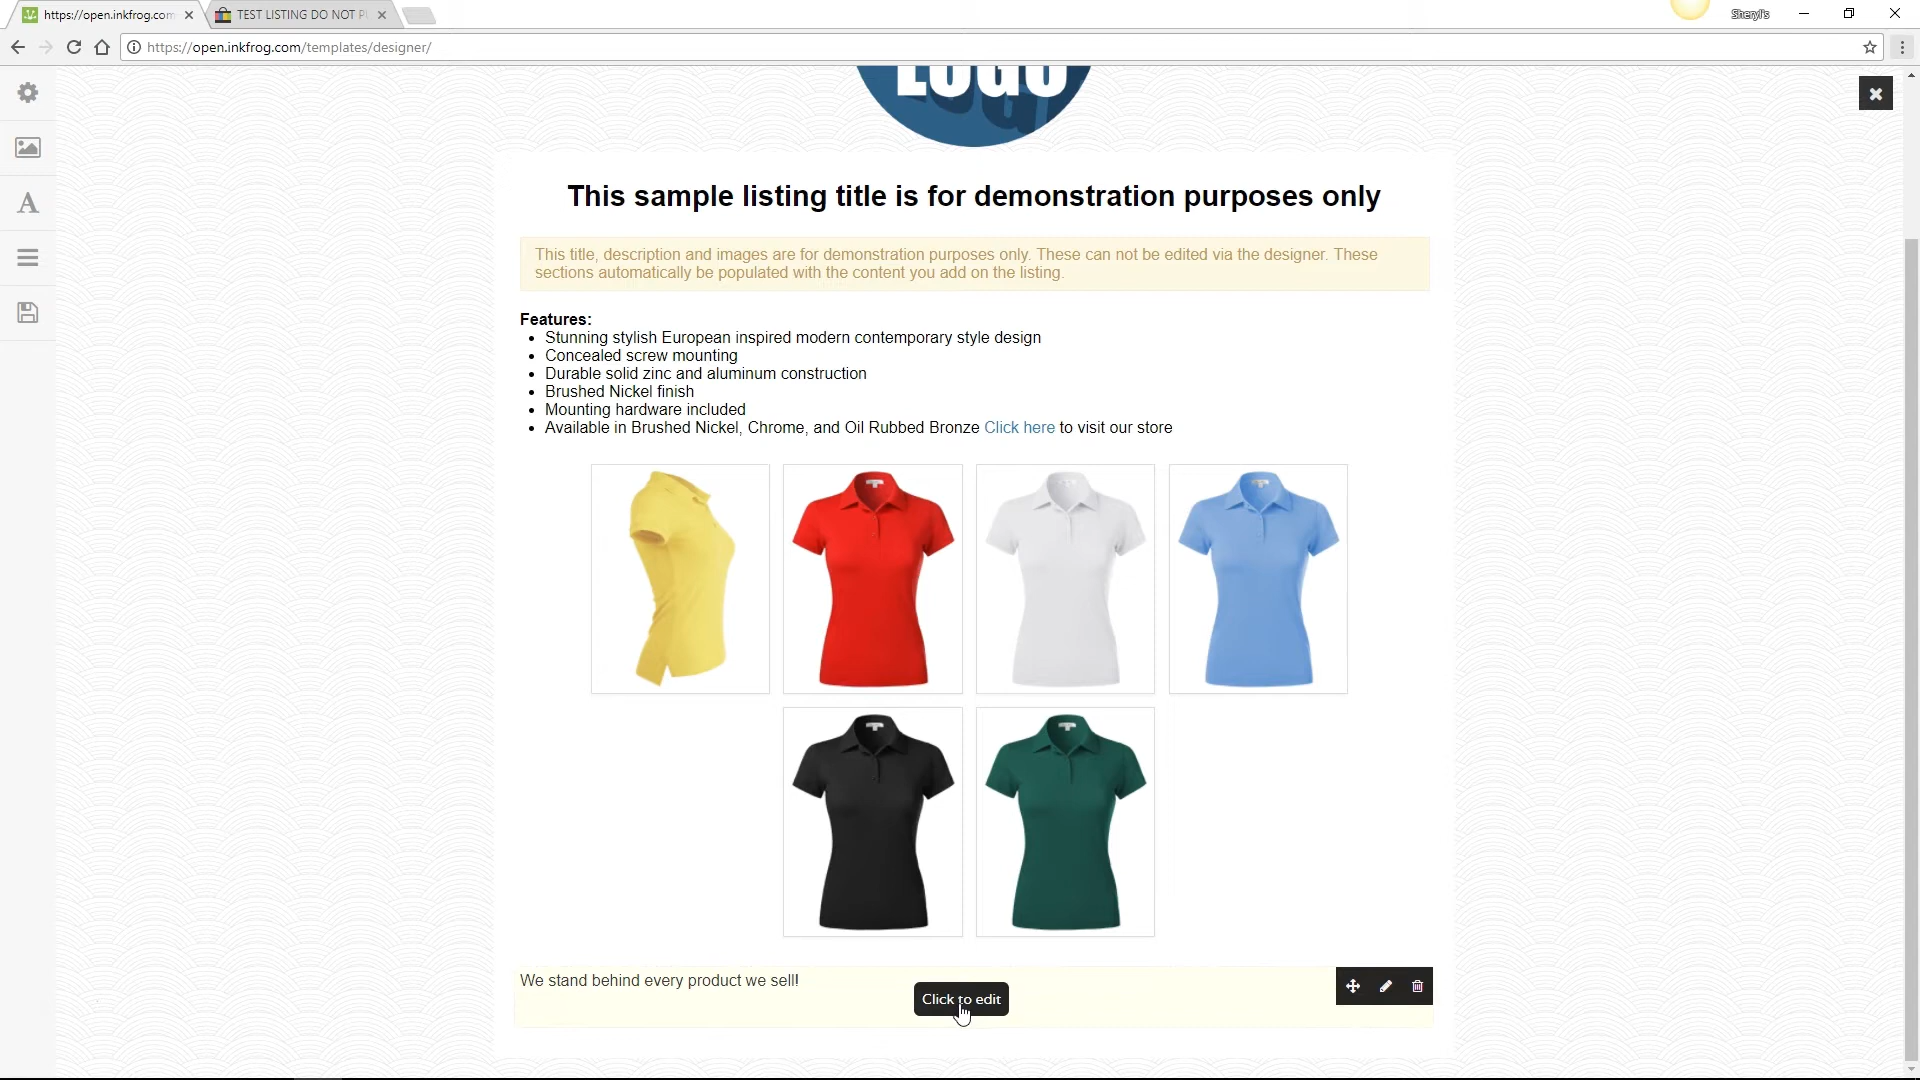 https://open.inkfrog.com
TEST LISTING DO NOT P
Sheryl's
https://open.inkfrog.com/templates/designer/
LOGO
This sample listing title is for demonstration purposes only
This title, description and images are for demonstration purposes only. These can not be edited via the designer. These
sections automatically be populated with the content you add on the listing.
Features:
Stunning stylish European inspired modern contemporary style design
Concealed screw mounting
Durable solid zinc and aluminum construction
Brushed Nickel finish
Mounting hardware included
Available in Brushed Nickel, Chrome, and Oil Rubbed Bronze Click here to visit our store
We stand behind every product we sell!
Click to edit